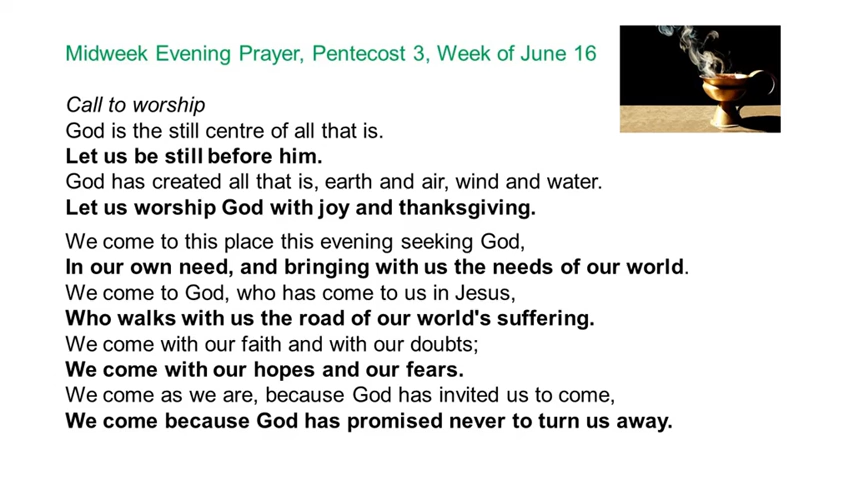 Midweek Evening Prayer, Pentecost 3, Week of June 16
Call to worship
God is the still centre of all that is.
Let us be still before him.
God has created all that is, earth and air, wind and water.
Let us worship God with joy and thanksgiving.
We come to this place this evening seeking God,
In our own need, and bringing with us the needs of our world.
We come to God, who has come to us in Jesus,
Who walks with us the road of our world's suffering.
We come with our faith and with our doubts;
We come with our hopes and our fears.
We come as we are, because God has invited us to come,
We come because God has promised never to turn us away.